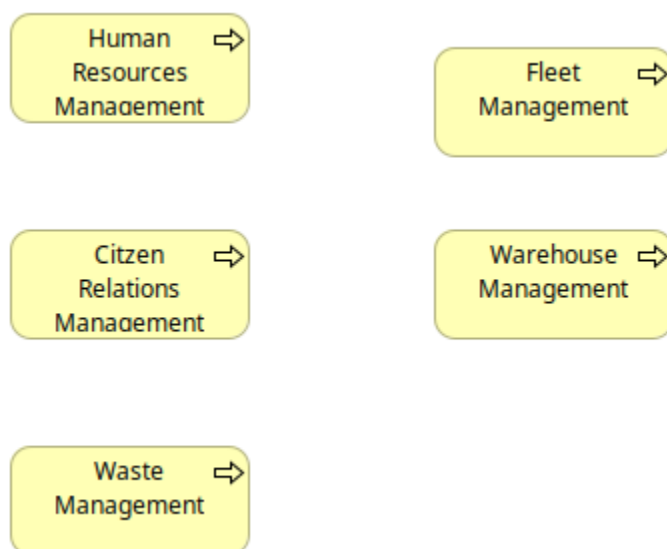 Human
Resources
Management
Fleet
Management
Citzen
Relations
Management
Warehouse
Management
Waste
Management